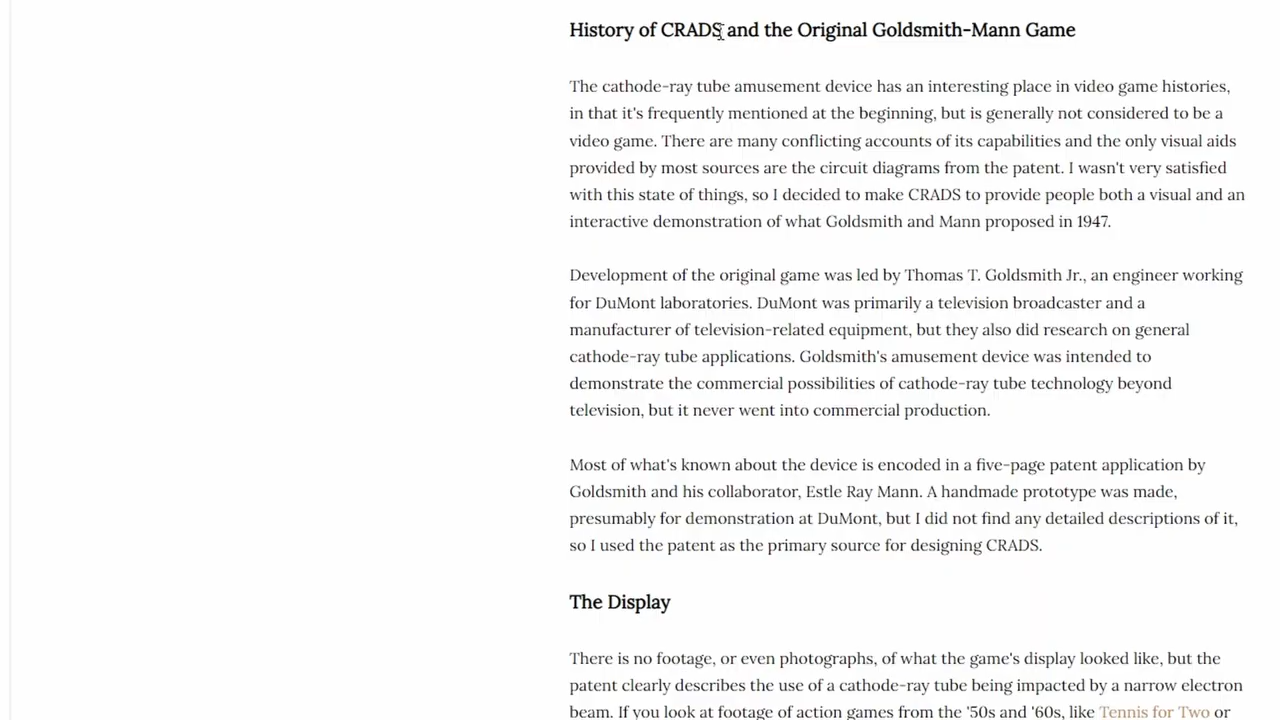 History of CRADS and the Original Goldsmith-Mann Game
The cathode-ray tube amusement device has an interesting place in video game histories,
in that it's frequently mentioned at the beginning, but is generally not considered to be a
video game. There are many conflicting accounts of its capabilities and the only visual aids
provided by most sources are the circuit diagrams from the patent. I wasn't very satisfied
with this state of things, so I decided to make CRADS to provide people both a visual and an
interactive demonstration of what Goldsmith and Mann proposed in 1947.
Development of the original game was led by Thomas T. Goldsmith Jr., an engineer working
for DuMont laboratories. DuMont was primarily a television broadcaster and a
manufacturer of television-related equipment, but they also did research on general
cathode-ray tube applications. Goldsmith's amusement device was intended to
demonstrate the commercial possibilities of cathode-ray tube technology beyond
television, but it never went into commercial production.
Most of what's known about the device is encoded in a five-page patent application by
Goldsmith and his collaborator, Estle Ray Mann. A handmade prototype was made,
presumably for demonstration at DuMont, but I did not find any detailed descriptions of it,
so I used the patent as the primary source for designing CRADS.
The Display
There is no footage, or even photographs, of what the game's display looked like, but the
patent clearly describes the use of a cathode-ray tube being impacted by a narrow electron
beam. If you look at footage of action games from the '50s and '60s, like Tennis for Two or